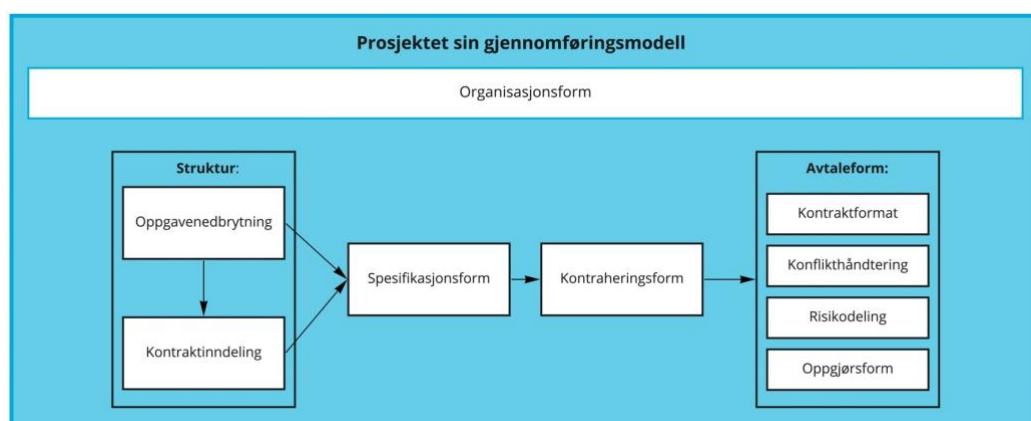 Prosjektet sin gjennomføringsmodell
Organisasjonsform
Struktur:
Oppgavenedbrytning
Kontraktinndeling
Spesifikasjonsform
Kontraheringsform
Avtaleform:
Kontraktformat
Konflikthåndtering
Risikodeling
Oppgjørsform